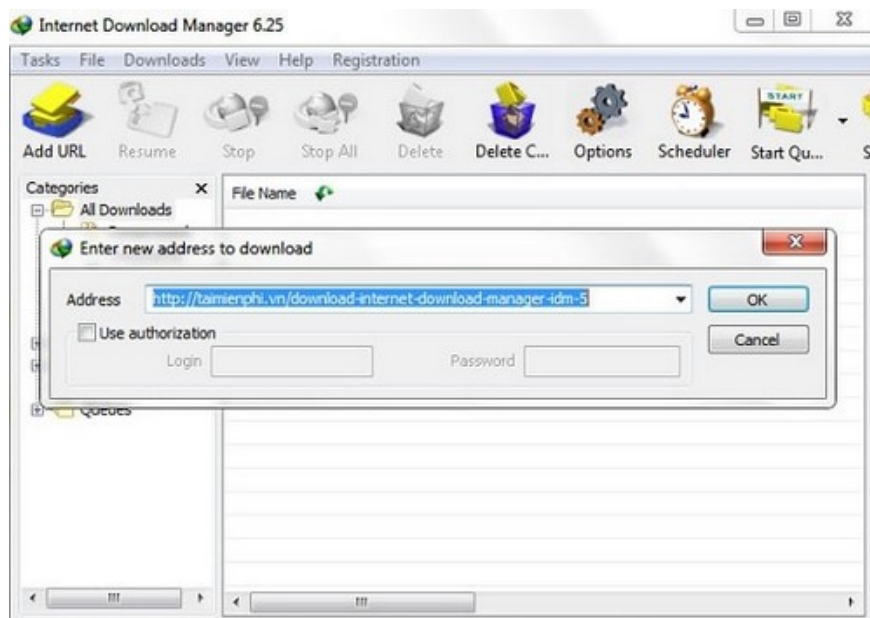 Internet Download Manager 6.25
Tasks File Downloads View Help Registration
START
Add URL Resume Stop Stop All Delete Delete C... Options Scheduler Start Qu... S
Categories
File Name
All Downloads
Enter new address to download
Address http://taimienphi.vn/download-internet-download-manager-idm-5 OK
Use authorization
Cancel
Login Password
Queues